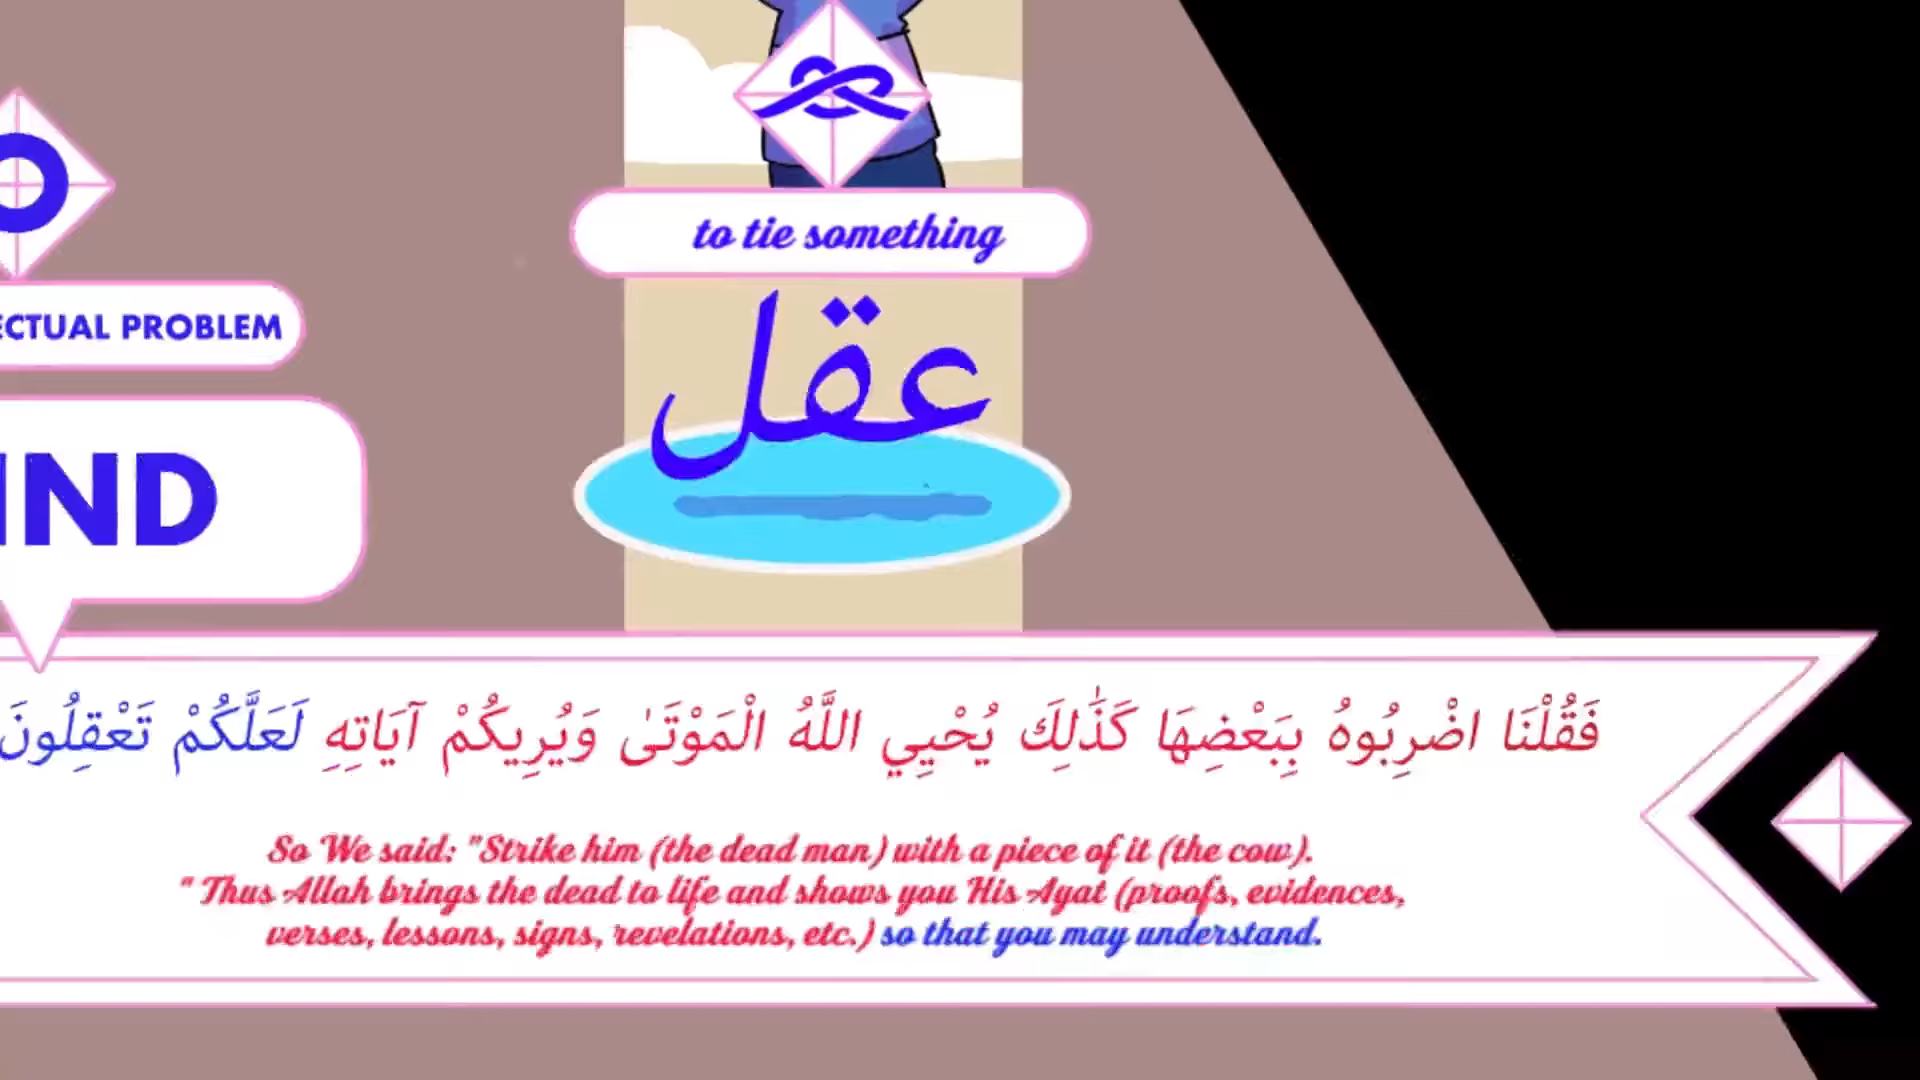 to tie something
عقل
ECTUAL PROBLEM
IND
فَقُلْنَا اضْرِبُوهُ بِبَعْضِهَا كَذَٰلِكَ يُحْيِي اللَّهُ الْمَوْتَىٰ وَيُرِيكُمْ آيَاتِهِ لَعَلَّكُمْ تَعْقِلُونَ
So We said: "Strike him (the dead man) with a piece of it (the cow).
" Thus Allah brings the dead to life and shows you His Ayat (proofs, evidences,
verses, lessons, signs, revelations, etc.) so that you may understand.